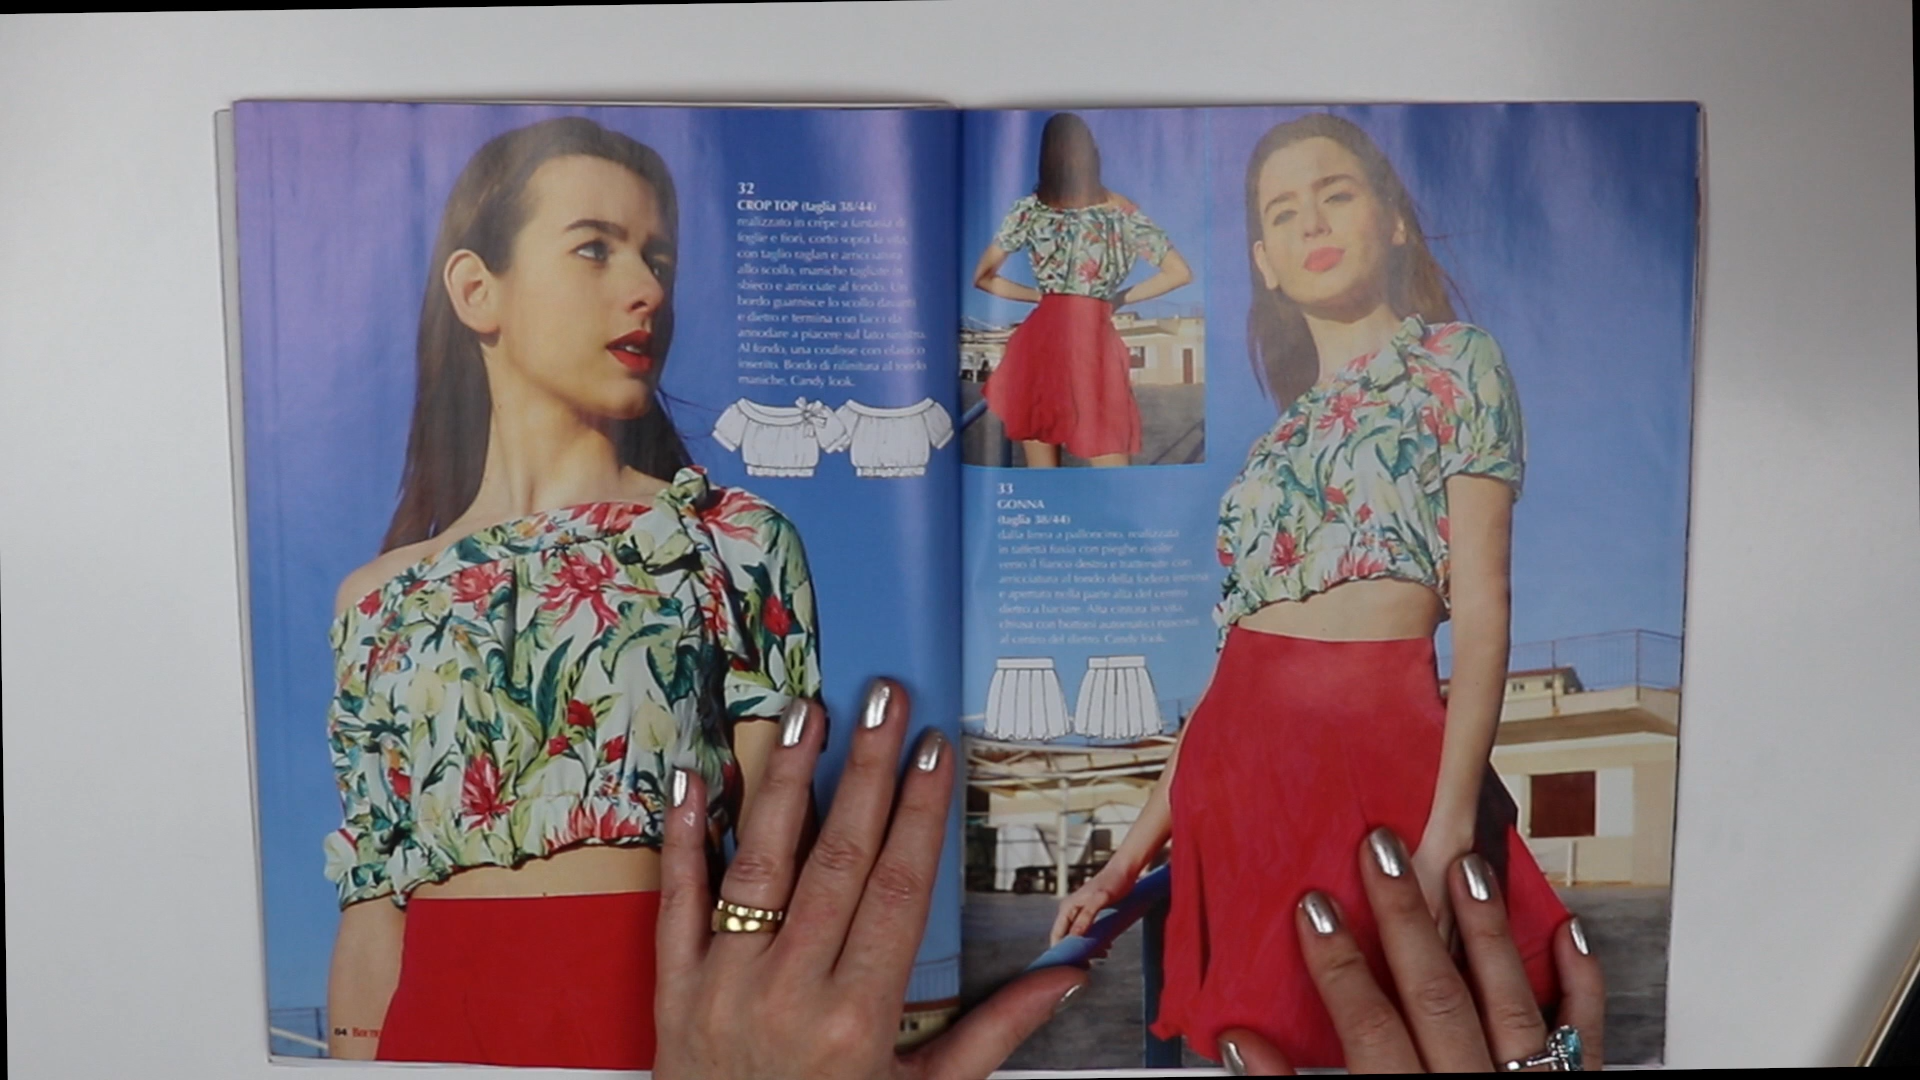 32
CROP TOP (taglia 38/44)
realizzato in crêpe a fantasia di
foglie e fiori, corto sopra la vita,
con taglio raglan e arricciatura
allo scollo, maniche tagliate in
sbieco e arricciate al fondo. Un
bordo guarnisce lo scollo davanti
e dietro e termina con lacci da
annodare a piacere sul lato sinistro.
Al fondo, una coulisse con elastico
inserito. Bordo di rifinitura al fondo
maniche. Candy look.
84
33
GONNA
(taglia 38/44)
dalla linea a palloncino, realizzata
in taffettà fuxia con pieghe rivolte
verso il fianco destro e trattenute con
arricciatura al fondo della fodera interna
e apertura nella parte alta del centro
dietro a baciare. Alta cintura in vita,
chiusa con bottoni automatici nascosti
al centro del dietro. Candy look.